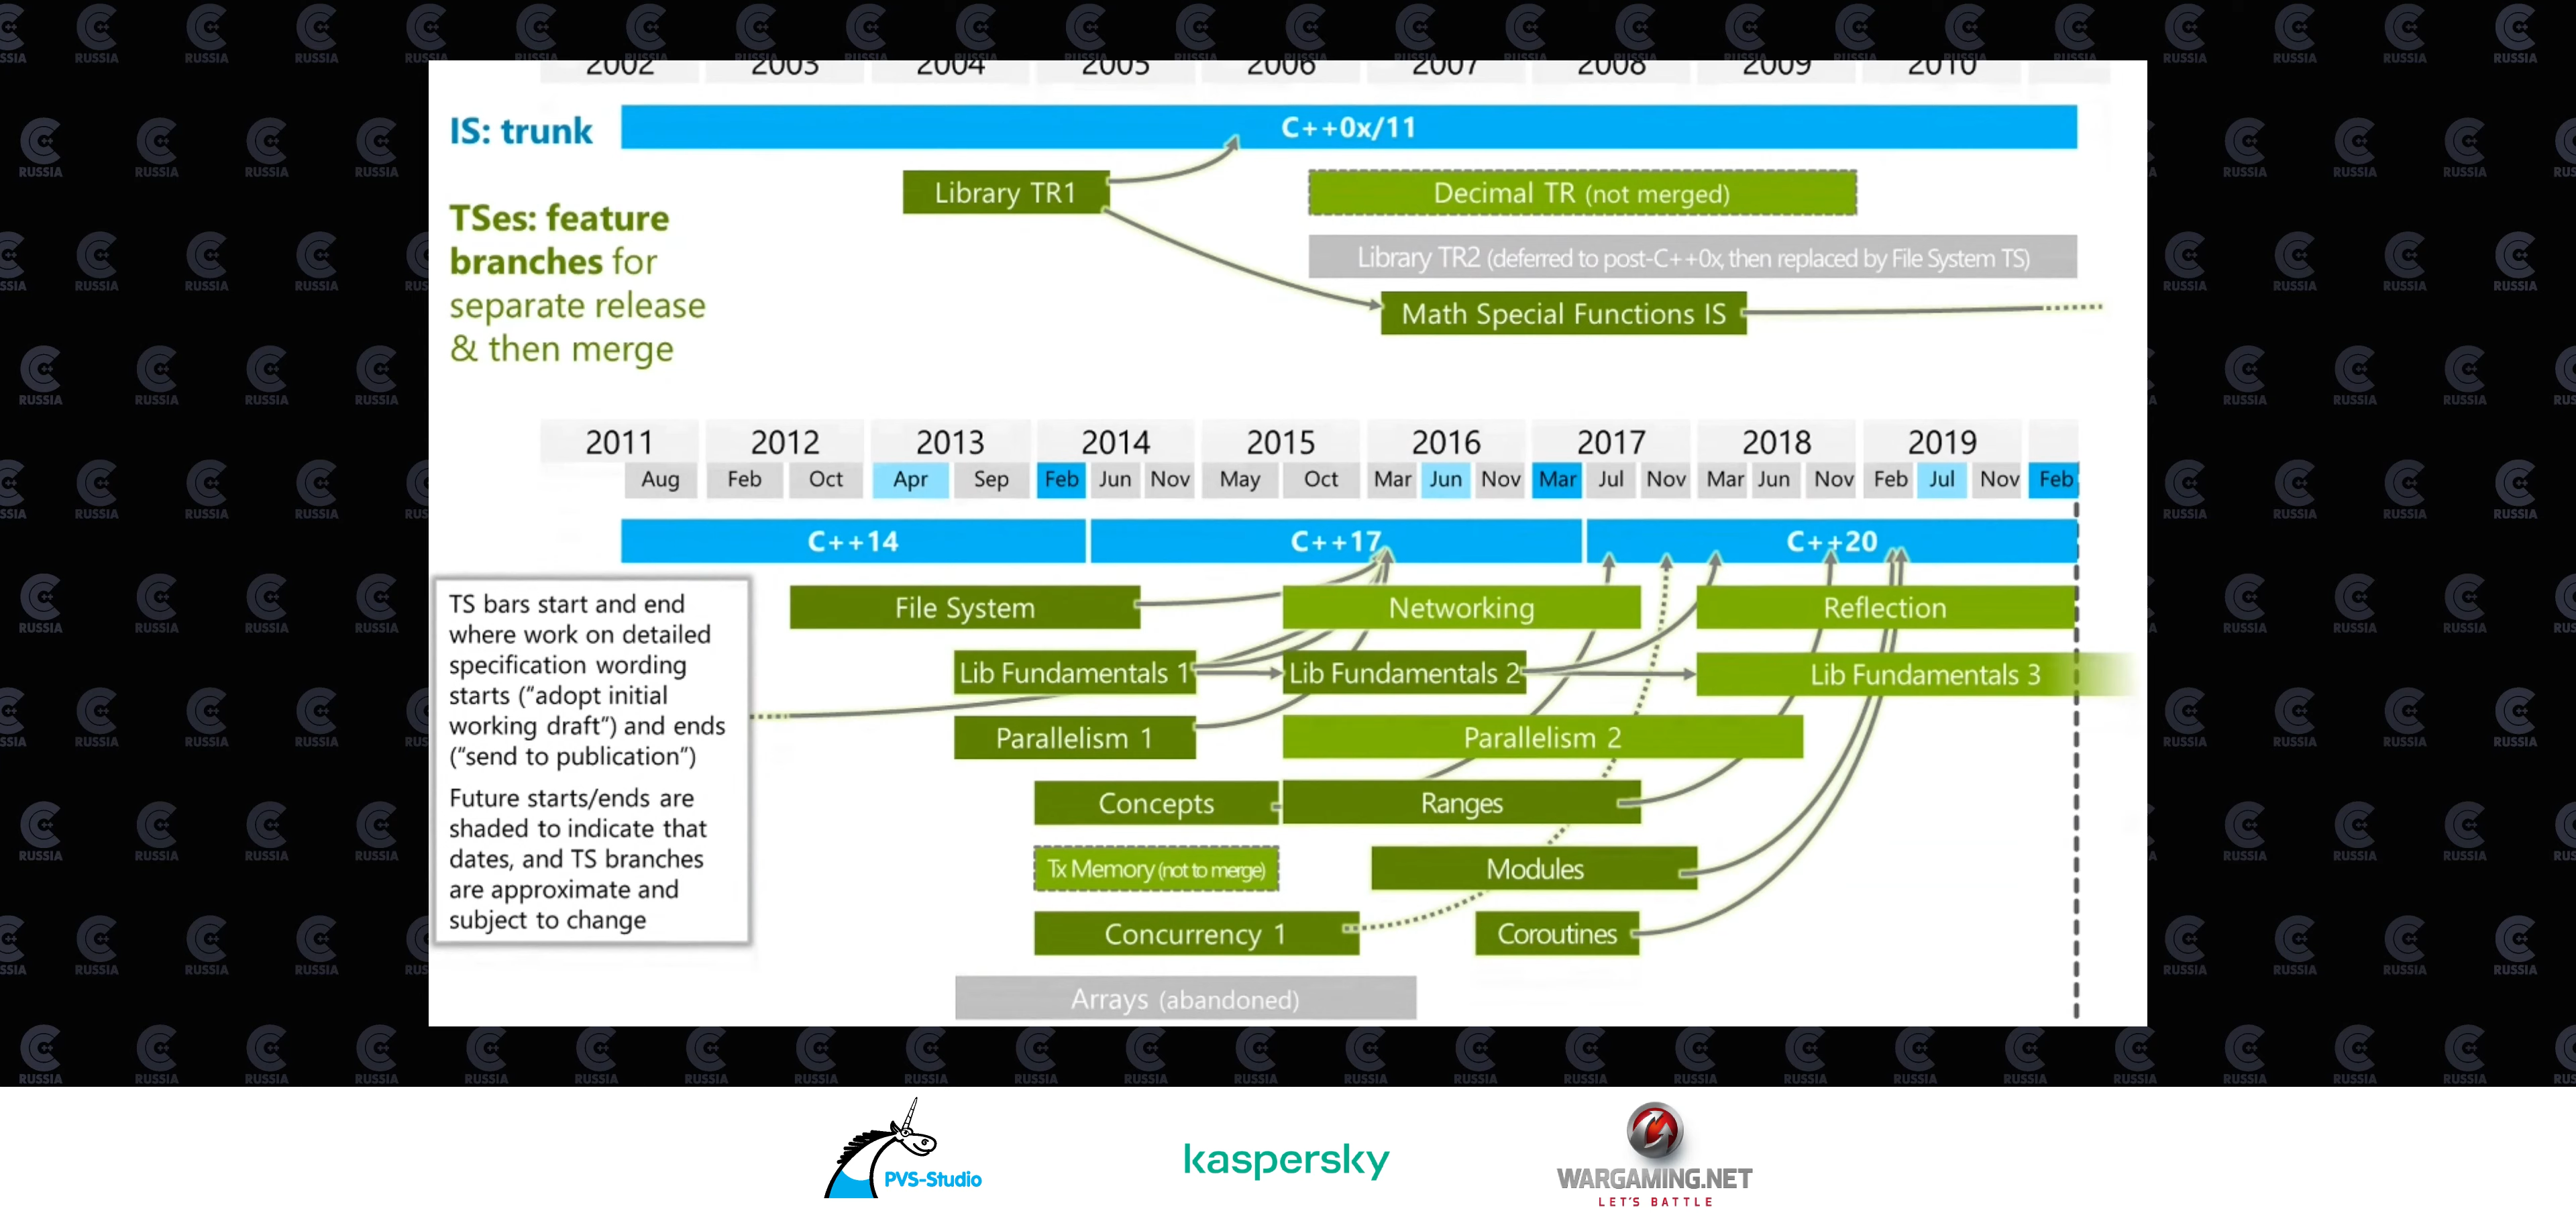 2002 2003 2004 2005 2006 2007 2008 2009 2010
IS: trunk
C++0x/11
Library TR1
Decimal TR (not merged)
TSes: feature
branches for
separate release
& then merge
Library TR2 (deferred to post-C++0x, then replaced by File System TS)
Math Special Functions IS
2011 2012 2013 2014 2015 2016 2017 2018 2019
Aug Feb Oct Apr Sep Feb Jun Nov May Oct Mar Jun Nov Mar Jul Nov Mar Jun Nov Feb Jul Nov Feb
C++14 C++17 C++20
TS bars start and end
where work on detailed
specification wording
starts (“adopt initial
working draft”) and ends
(“send to publication”)
Future starts/ends are
shaded to indicate that
dates, and TS branches
are approximate and
subject to change
File System Networking Reflection
Lib Fundamentals 1 Lib Fundamentals 2 Lib Fundamentals 3
Parallelism 1 Parallelism 2
Concepts Ranges
Tx Memory (not to merge) Modules
Concurrency 1 Coroutines
Arrays (abandoned)
RUSSIA
PVS-Studio
kaspersky
WARGAMING.NET
LET'S BATTLE